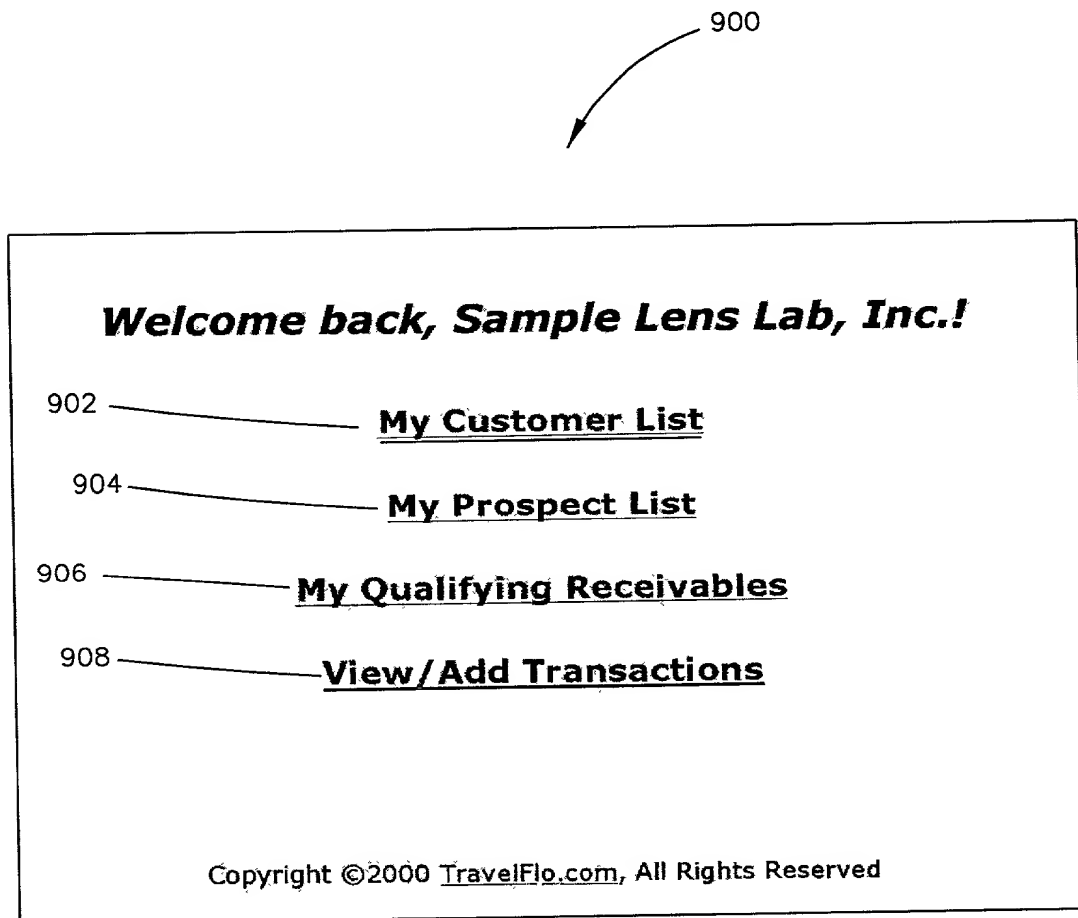 900
Welcome back, Sample Lens Lab, Inc.!
902 My Customer List
904 My Prospect List
906 My Qualifying Receivables
908 View/Add Transactions
Copyright ©2000 TravelFlo.com, All Rights Reserved